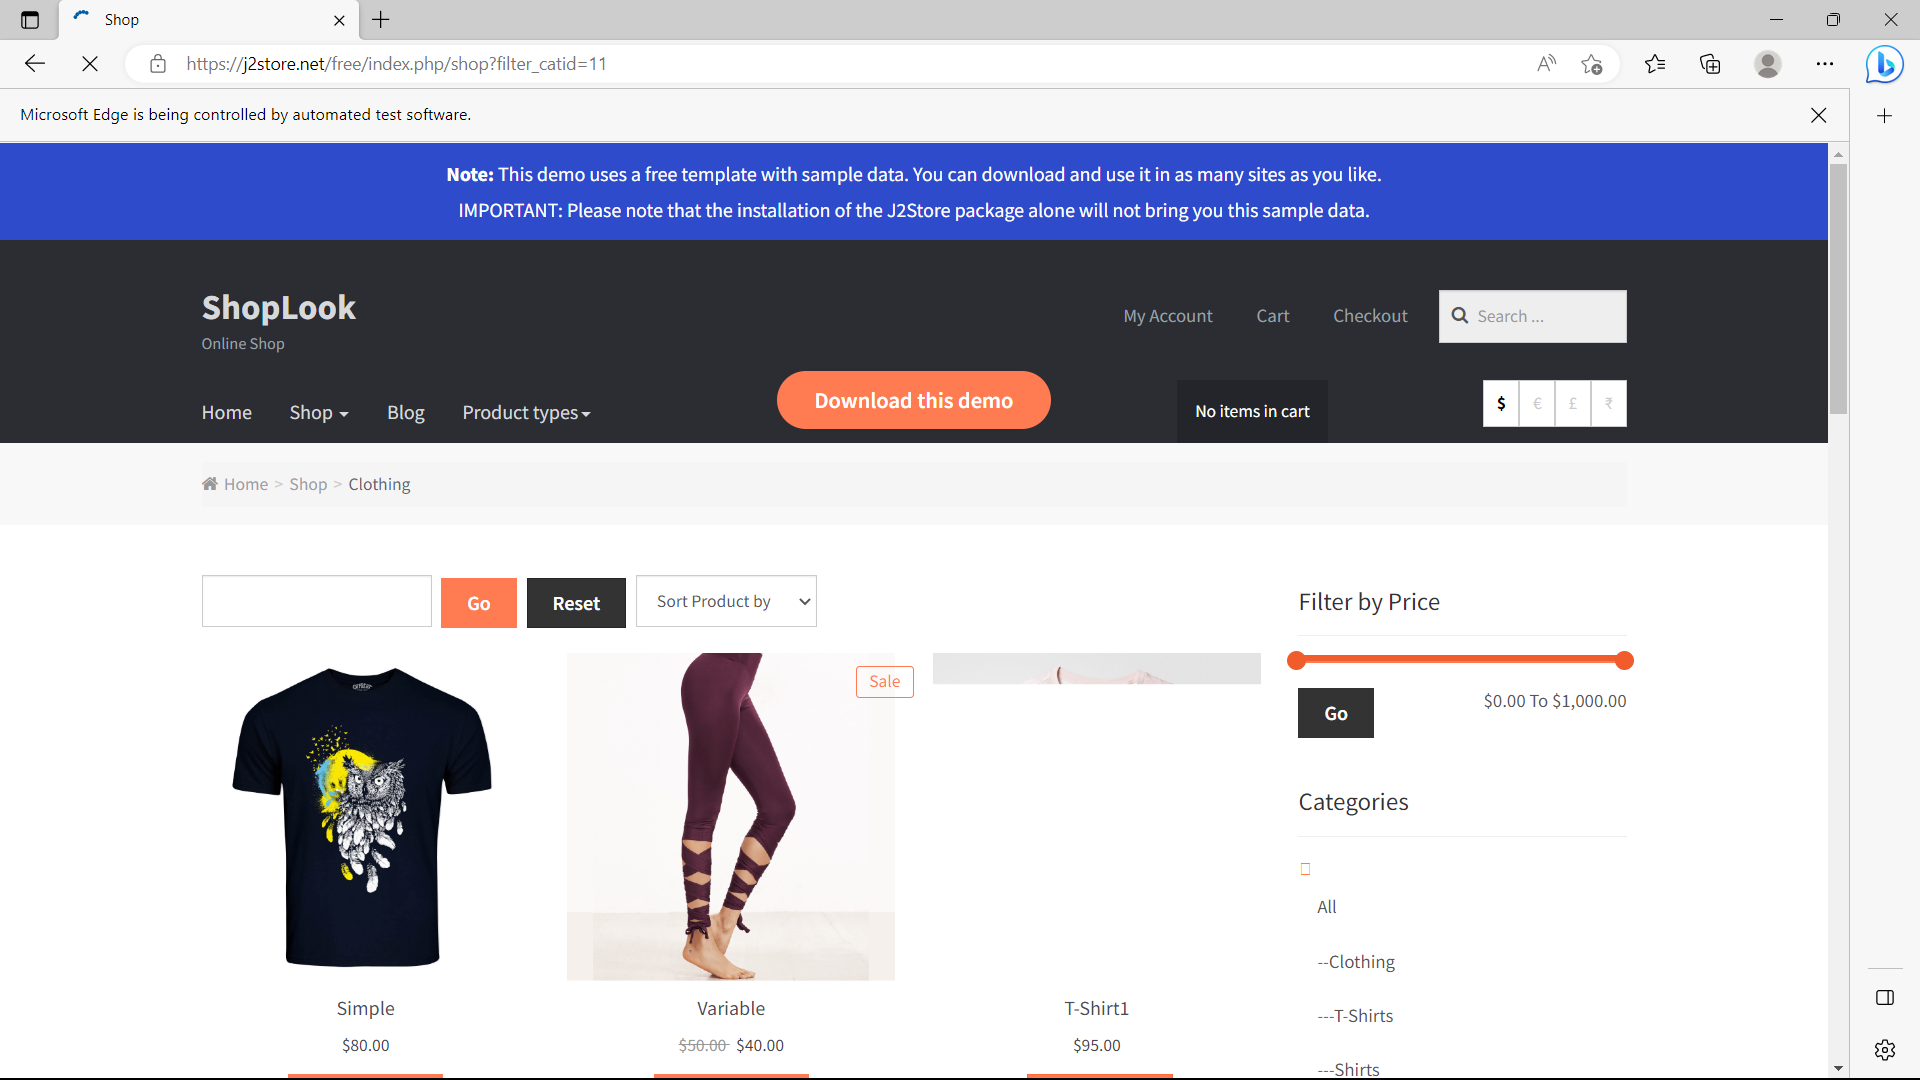 Shop
https://j2store.net/free/index.php/shop?filter_catid=11
Microsoft Edge is being controlled by automated test software.
Note: This demo uses a free template with sample data. You can download and use it in as many sites as you like.
IMPORTANT: Please note that the installation of the J2Store package alone will not bring you this sample data.
ShopLook
Online Shop
My Account Cart Checkout Search ...
Home Shop Blog Product types
Download this demo
No items in cart
$ € £ ₹
Home > Shop > Clothing
Go Reset Sort Product by
Filter by Price
Sale
Go $0.00 To $1,000.00
Categories
All
--Clothing
---T-Shirts
---Shirts
Simple
$80.00
Variable
$50.00 $40.00
T-Shirt1
$95.00